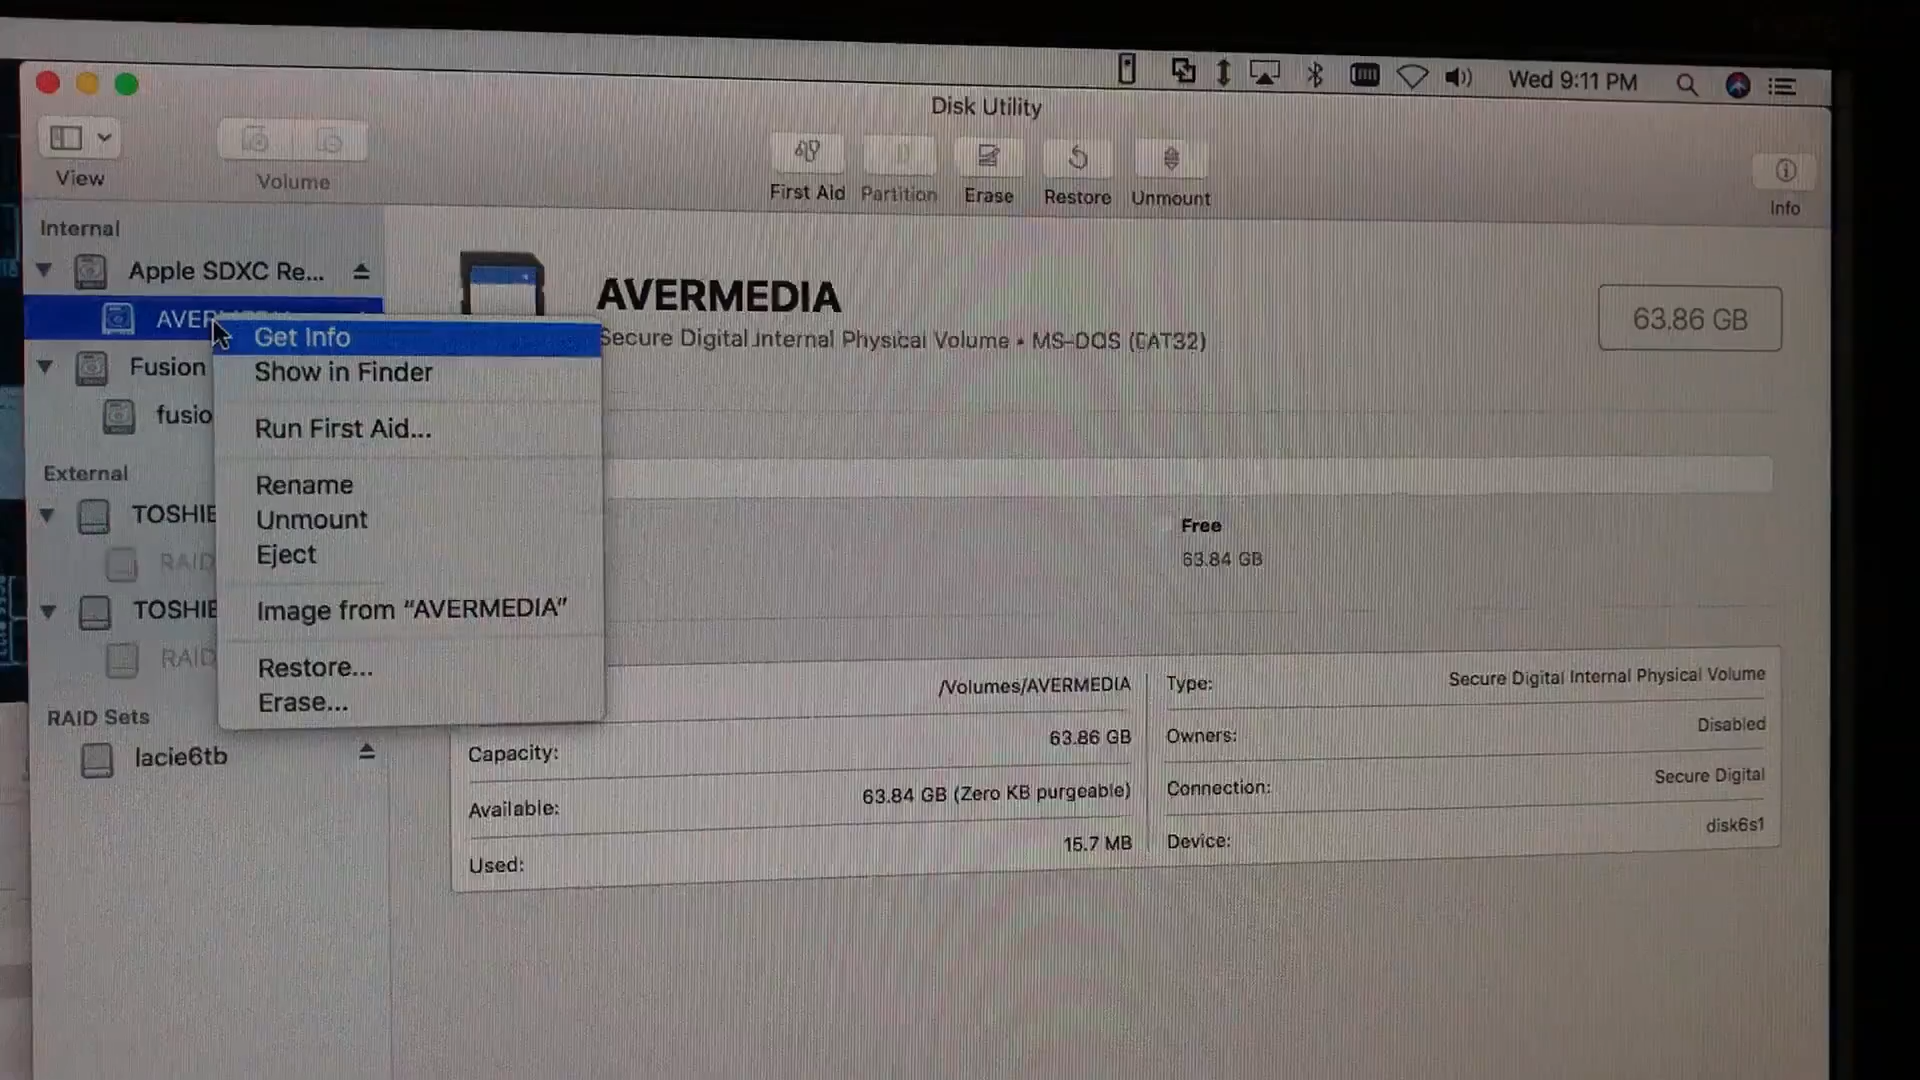 Wed 9:11 PM
Disk Utility
View
Volume
First Aid
Partition
Erase
Restore
Unmount
Info
Internal
Apple SDXC Re...
AVER
Fusion
fusio
External
TOSHIE
RAID
TOSHIE
RAID
RAID Sets
lacie6tb
Get Info
Show in Finder
Run First Aid...
Rename
Unmount
Eject
Image from “AVERMEDIA”
Restore...
Erase...
AVERMEDIA
Secure Digital Internal Physical Volume • MS-DOS (FAT32)
63.86 GB
Free
63.84 GB
/Volumes/AVERMEDIA
Capacity: 63.86 GB
Available: 63.84 GB (Zero KB purgeable)
Used: 15.7 MB
Type: Secure Digital Internal Physical Volume
Owners: Disabled
Connection: Secure Digital
Device: disk6s1